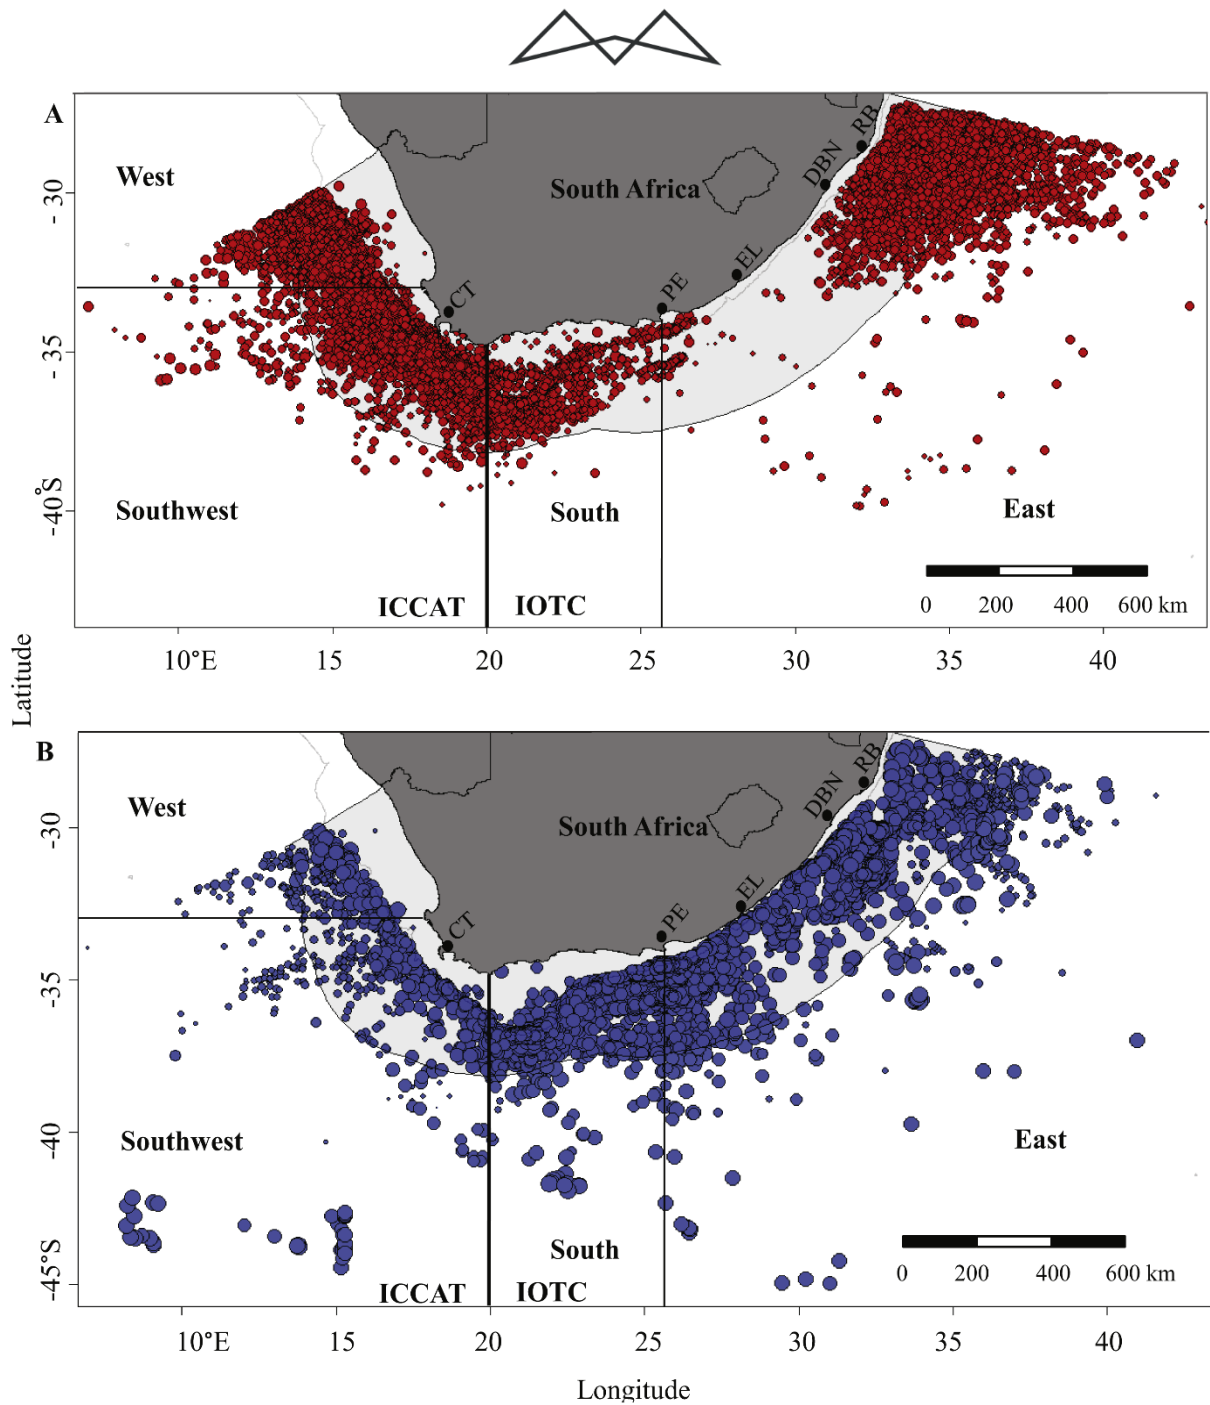 A
West
South Africa
RB
DBN
EL
PE
CT
Southwest
South
East
ICCAT
IOTC
0 200 400 600 km
-30
-35
-40°S
10°E 15 20 25 30 35 40
Latitude
B
West
South Africa
RB
DBN
EL
PE
CT
Southwest
South
East
ICCAT
IOTC
0 200 400 600 km
-30
-35
-40
-45°S
10°E 15 20 25 30 35 40
Longitude